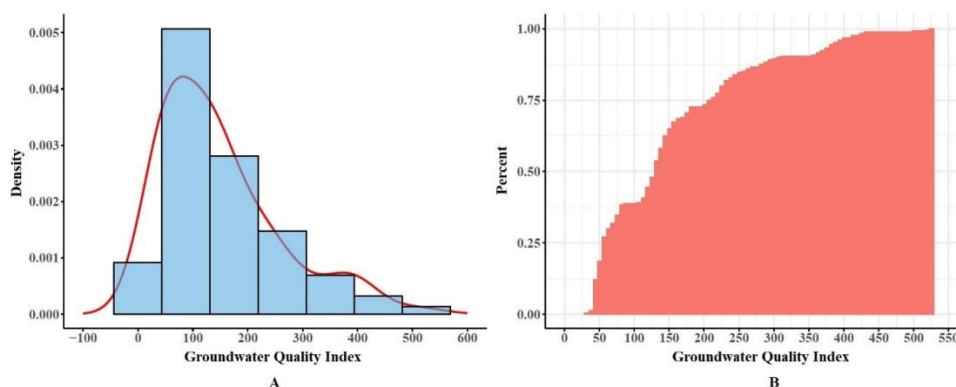 0.005
0.004
0.003
0.002
0.001
0.000
Density
−100 0 100 200 300 400 500 600
Groundwater Quality Index
A
1.00
0.75
0.50
0.25
0.00
Percent
0 50 100 150 200 250 300 350 400 450 500 550
Groundwater Quality Index
B